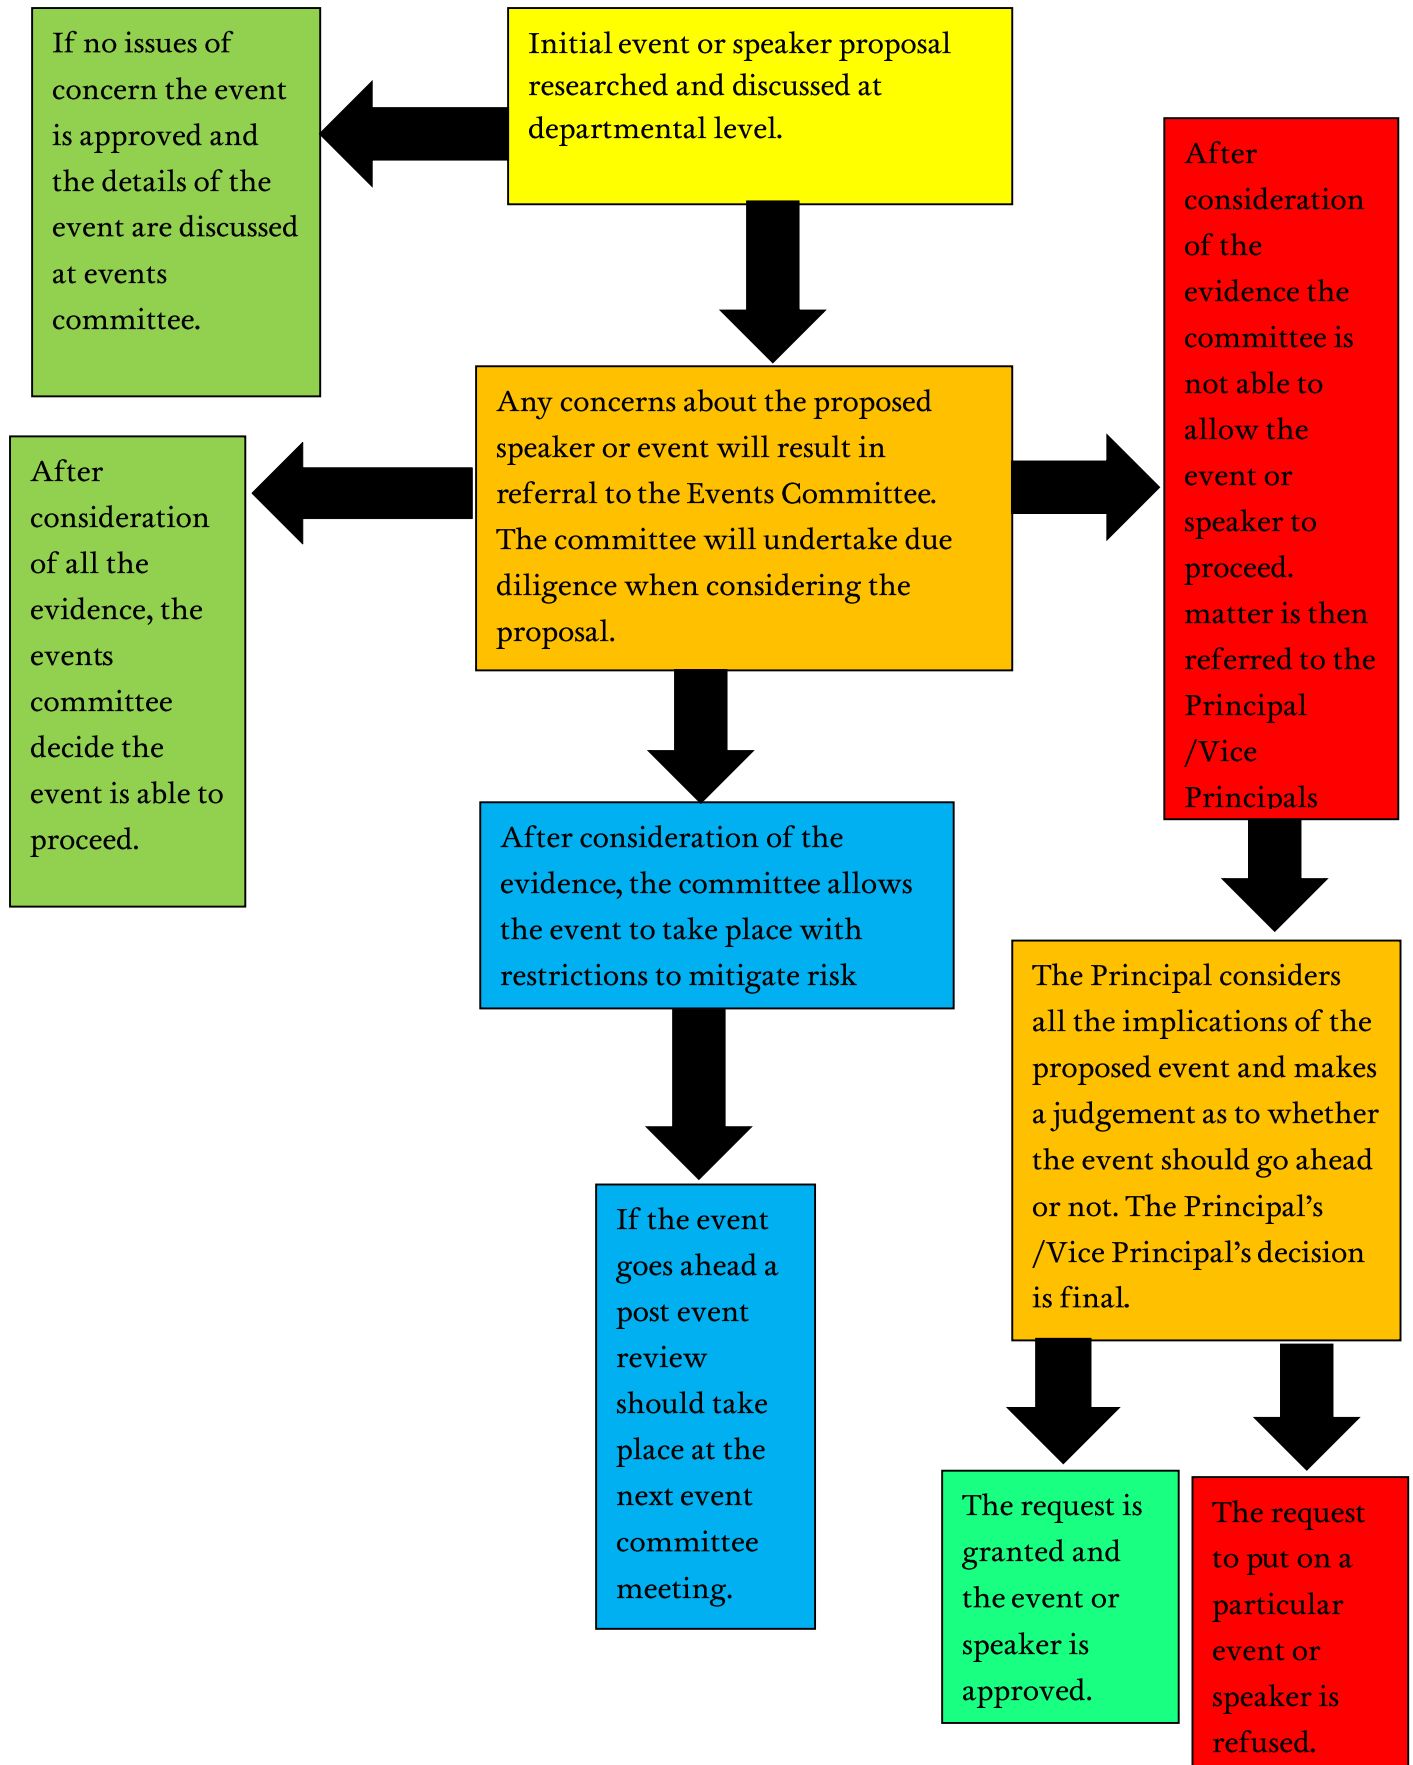 If no issues of
concern the event
is approved and
the details of the
event are discussed
at events
committee.
Initial event or speaker proposal
researched and discussed at
departmental level.
After
consideration
of the
evidence the
committee is
not able to
allow the
event or
speaker to
proceed.
matter is then
referred to the
Principal
/Vice
Principals
Any concerns about the proposed
speaker or event will result in
referral to the Events Committee.
The committee will undertake due
diligence when considering the
proposal.
After
consideration
of all the
evidence, the
events
committee
decide the
event is able to
proceed.
After consideration of the
evidence, the committee allows
the event to take place with
restrictions to mitigate risk
The Principal considers
all the implications of the
proposed event and makes
a judgement as to whether
the event should go ahead
or not. The Principal’s
/Vice Principal’s decision
is final.
If the event
goes ahead a
post event
review
should take
place at the
next event
committee
meeting.
The request is
granted and
the event or
speaker is
approved.
The request
to put on a
particular
event or
speaker is
refused.